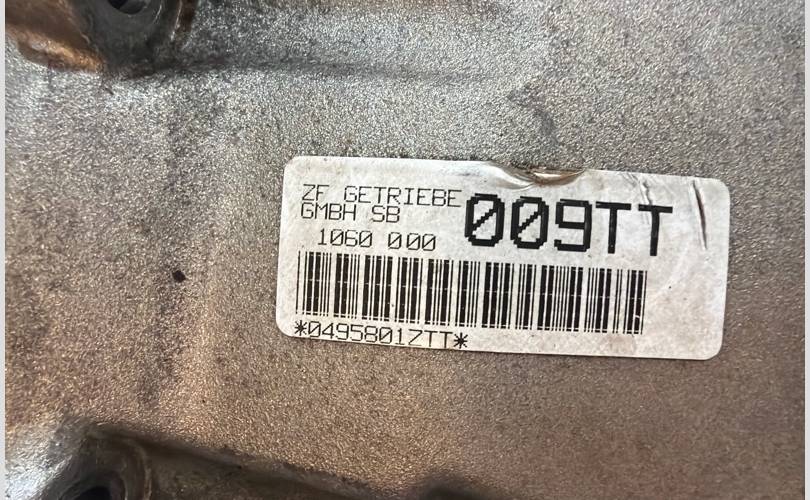 ZF GETRIEBE
GMBH SB
009TT
1060 000
*04958017TT*